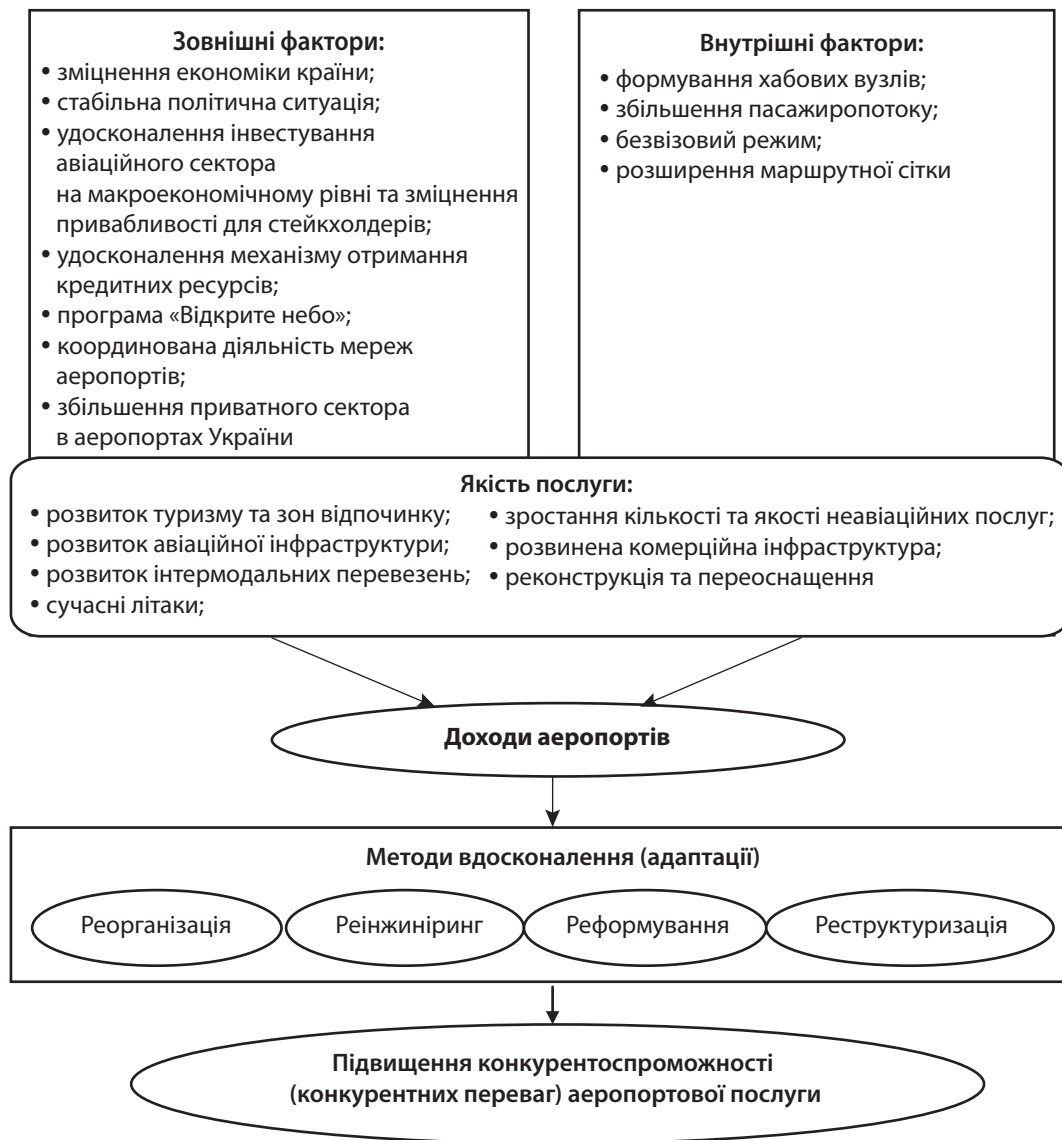 Зовнішні фактори:
• зміцнення економіки країни;
• стабільна політична ситуація;
• удосконалення інвестування
авіаційного сектора
на макроекономічному рівні та зміцнення
привабливості для стейкхолдерів;
• удосконалення механізму отримання
кредитних ресурсів;
• програма «Відкрите небо»;
• координована діяльність мереж
аеропортів;
• збільшення приватного сектора
в аеропортах України
Внутрішні фактори:
• формування хабових вузлів;
• збільшення пасажиропотоку;
• безвізовий режим;
• розширення маршрутної сітки
Якість послуги:
• розвиток туризму та зон відпочинку;
• розвиток авіаційної інфраструктури;
• розвиток інтермодальних перевезень;
• сучасні літаки;
• зростання кількості та якості неавіаційних послуг;
• розвинена комерційна інфраструктура;
• реконструкція та переоснащення
Доходи аеропортів
Методи вдосконалення (адаптації)
Реорганізація
Реінжиніринг
Реформування
Реструктуризація
Підвищення конкурентоспроможності
(конкурентних переваг) аеропортової послуги